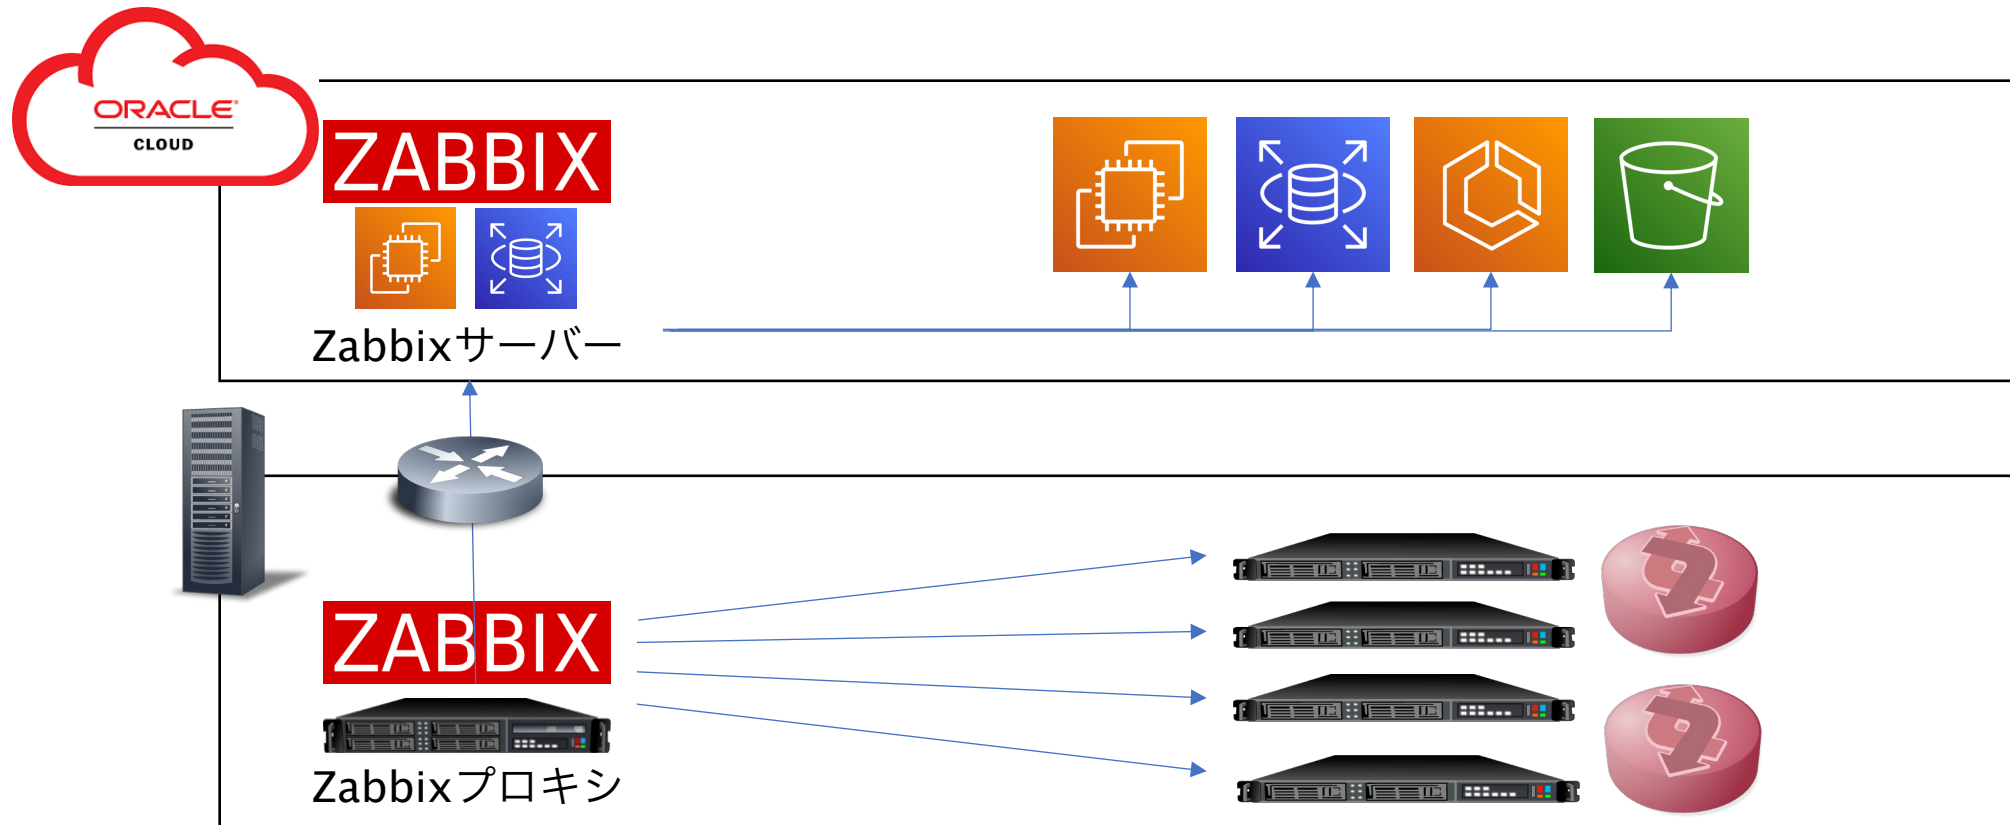 ORACLE
CLOUD
ZABBIX
Zabbixサーバー
ZABBIX
Zabbixプロキシ